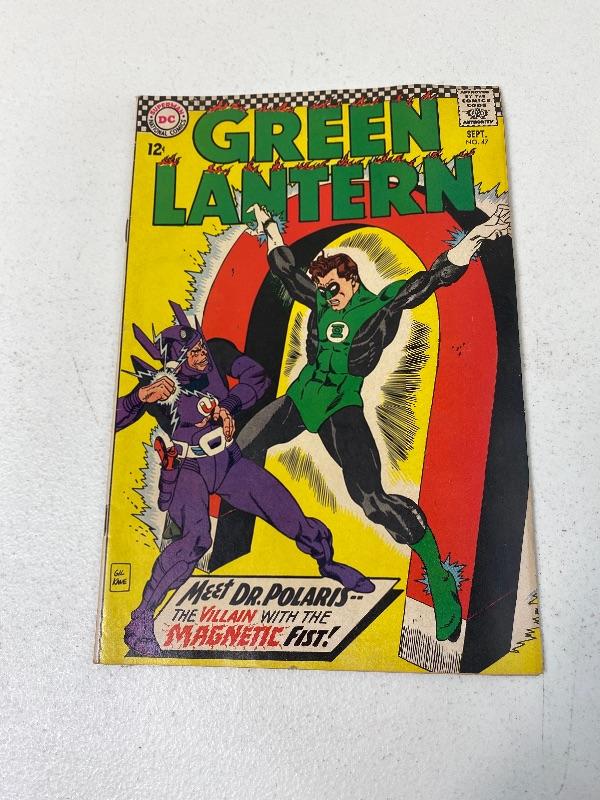 SUPERMAN
DC
NATIONAL COMICS
APPROVED
BY THE
COMICS
CODE
AUTHORITY
12¢
GREEN
LANTERN
SEPT.
NO. 47
GIL
KANE
MEET DR. POLARIS--
THE VILLAIN WITH THE
MAGNETIC FIST!